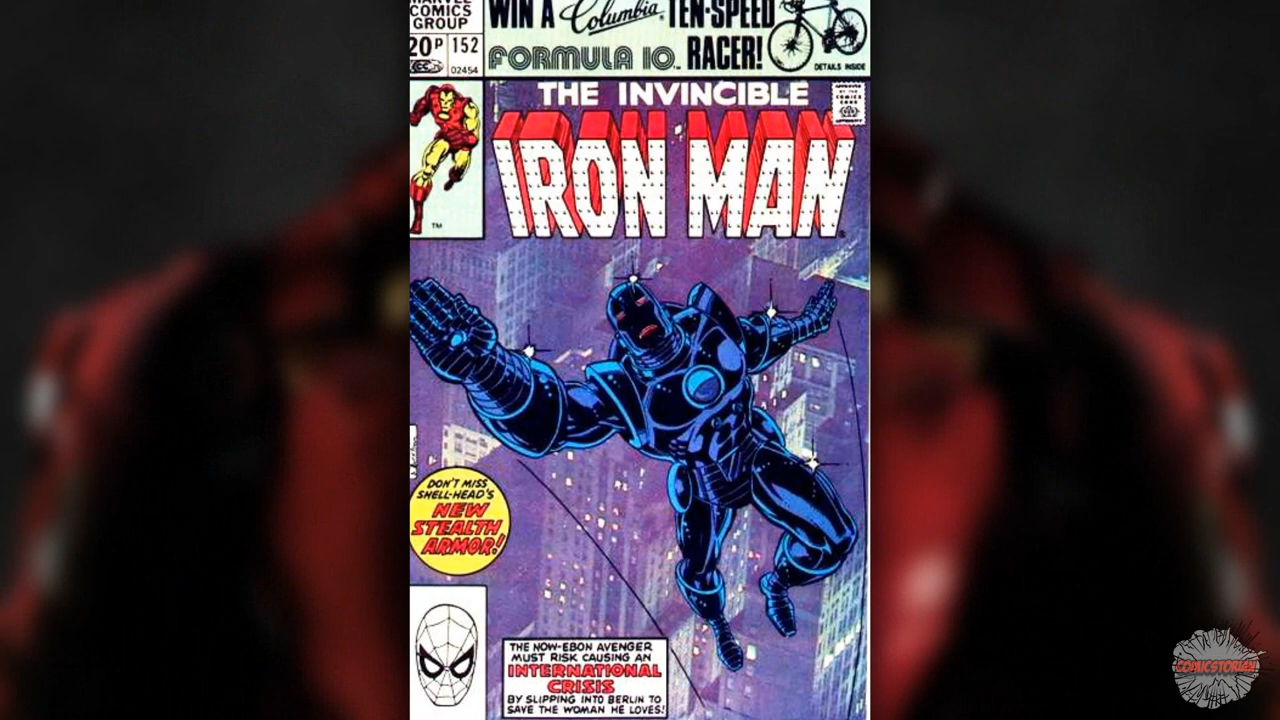 MARVEL
COMICS
GROUP
20P 152
02454
WIN A Columbia TEN-SPEED
FORMULA 10 RACER!
DETAILS INSIDE
APPROVED
BY THE
COMICS
CODE
AUTHORITY
THE INVINCIBLE
IRON MAN
TM
DON'T MISS
SHELL-HEAD'S
NEW
STEALTH
ARMOR!
THE NOW-EBON AVENGER
MUST RISK CAUSING AN
INTERNATIONAL
CRISIS
BY SLIPPING INTO BERLIN TO
SAVE THE WOMAN HE LOVES!
COMICSTORIAN